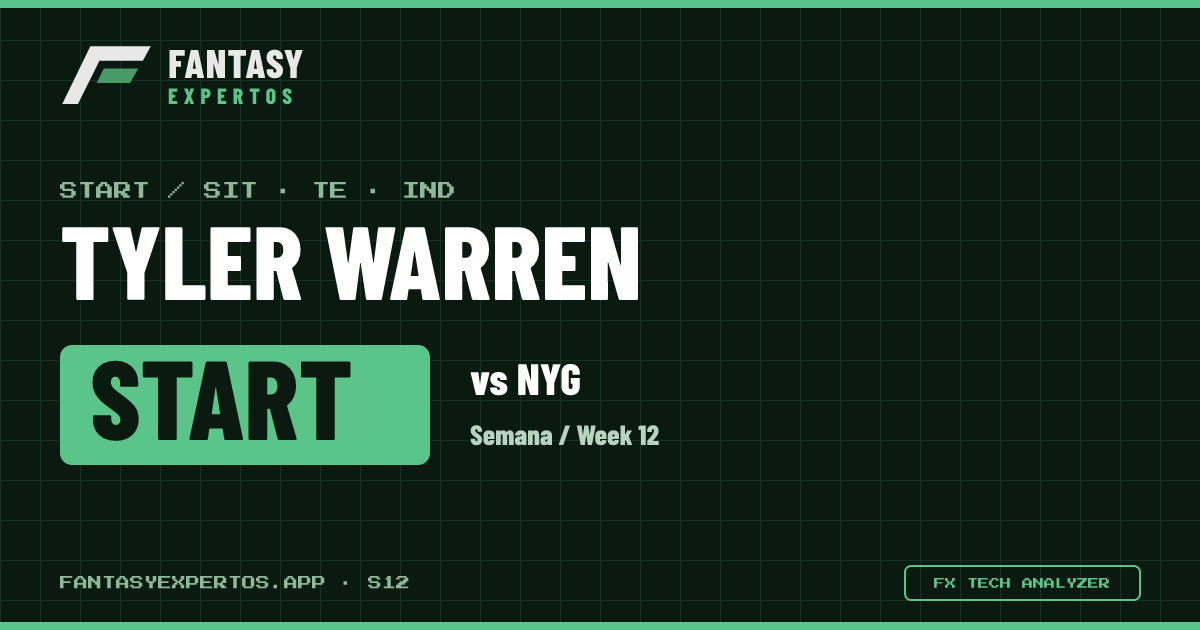 FANTASY
EXPERTOS
START / SIT · TE · IND
TYLER WARREN
START
vs NYG
Semana / Week 12
FANTASYEXPERTOS.APP · S12
FX TECH ANALYZER